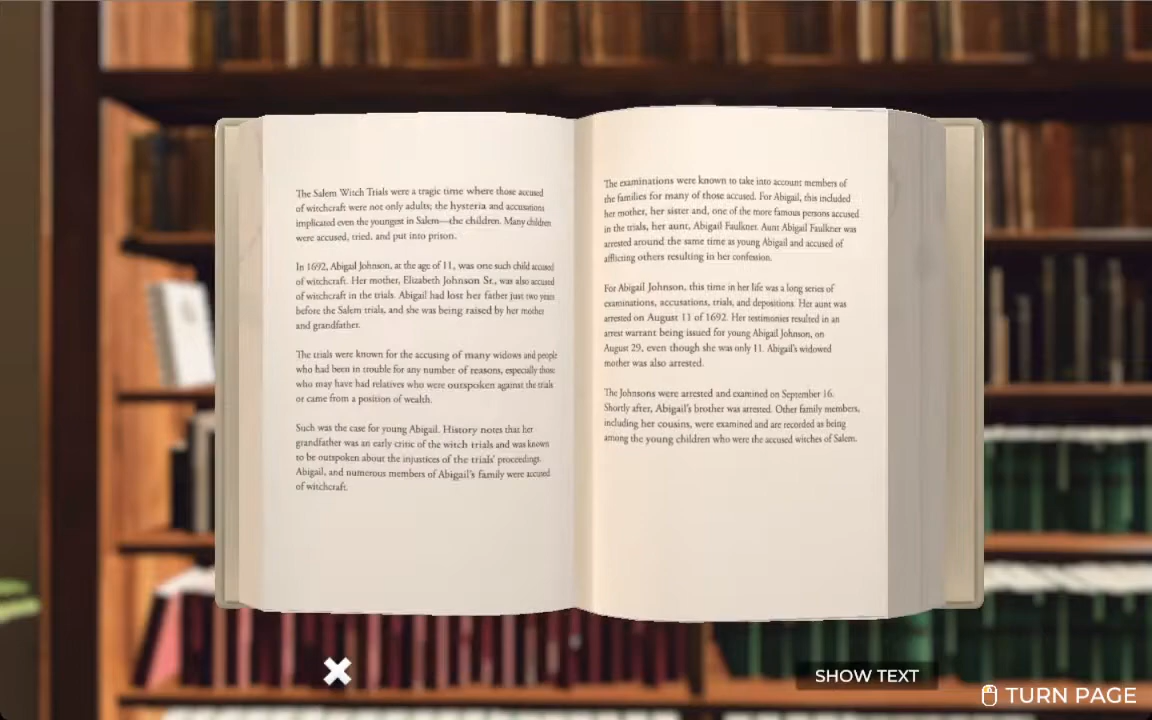 The Salem Witch Trials were a tragic time where those accused
of witchcraft were not only adults; the hysteria and accusations
implicated even the youngest in Salem—the children. Many children
were accused, tried, and put into prison.
In 1692, Abigail Johnson, at the age of 11, was one such child accused
of witchcraft. Her mother, Elizabeth Johnson Sr., was also accused
of witchcraft in the trials. Abigail had lost her father just two years
before the Salem trials, and she was being raised by her mother
and grandfather.
The trials were known for the accusing of many widows and people
who had been in trouble for any number of reasons, especially those
who may have had relatives who were outspoken against the trials
or came from a position of wealth.
Such was the case for young Abigail. History notes that her
grandfather was an early critic of the witch trials and was known
to be outspoken about the injustices of the trials' proceedings.
Abigail, and numerous members of Abigail's family were accused
of witchcraft.
The examinations were known to take into account members of
the families for many of those accused. For Abigail, this included
her mother, her sister and, one of the more famous persons accused
in the trials, her aunt, Abigail Faulkner. Aunt Abigail Faulkner was
arrested around the same time as young Abigail and accused of
afflicting others resulting in her confession.
For Abigail Johnson, this time in her life was a long series of
examinations, accusations, trials, and depositions. Her aunt was
arrested on August 11 of 1692. Her testimonies resulted in an
arrest warrant being issued for young Abigail Johnson, on
August 29, even though she was only 11. Abigail's widowed
mother was also arrested.
The Johnsons were arrested and examined on September 16.
Shortly after, Abigail's brother was arrested. Other family members,
including her cousins, were examined and are recorded as being
among the young children who were the accused witches of Salem.
SHOW TEXT
TURN PAGE